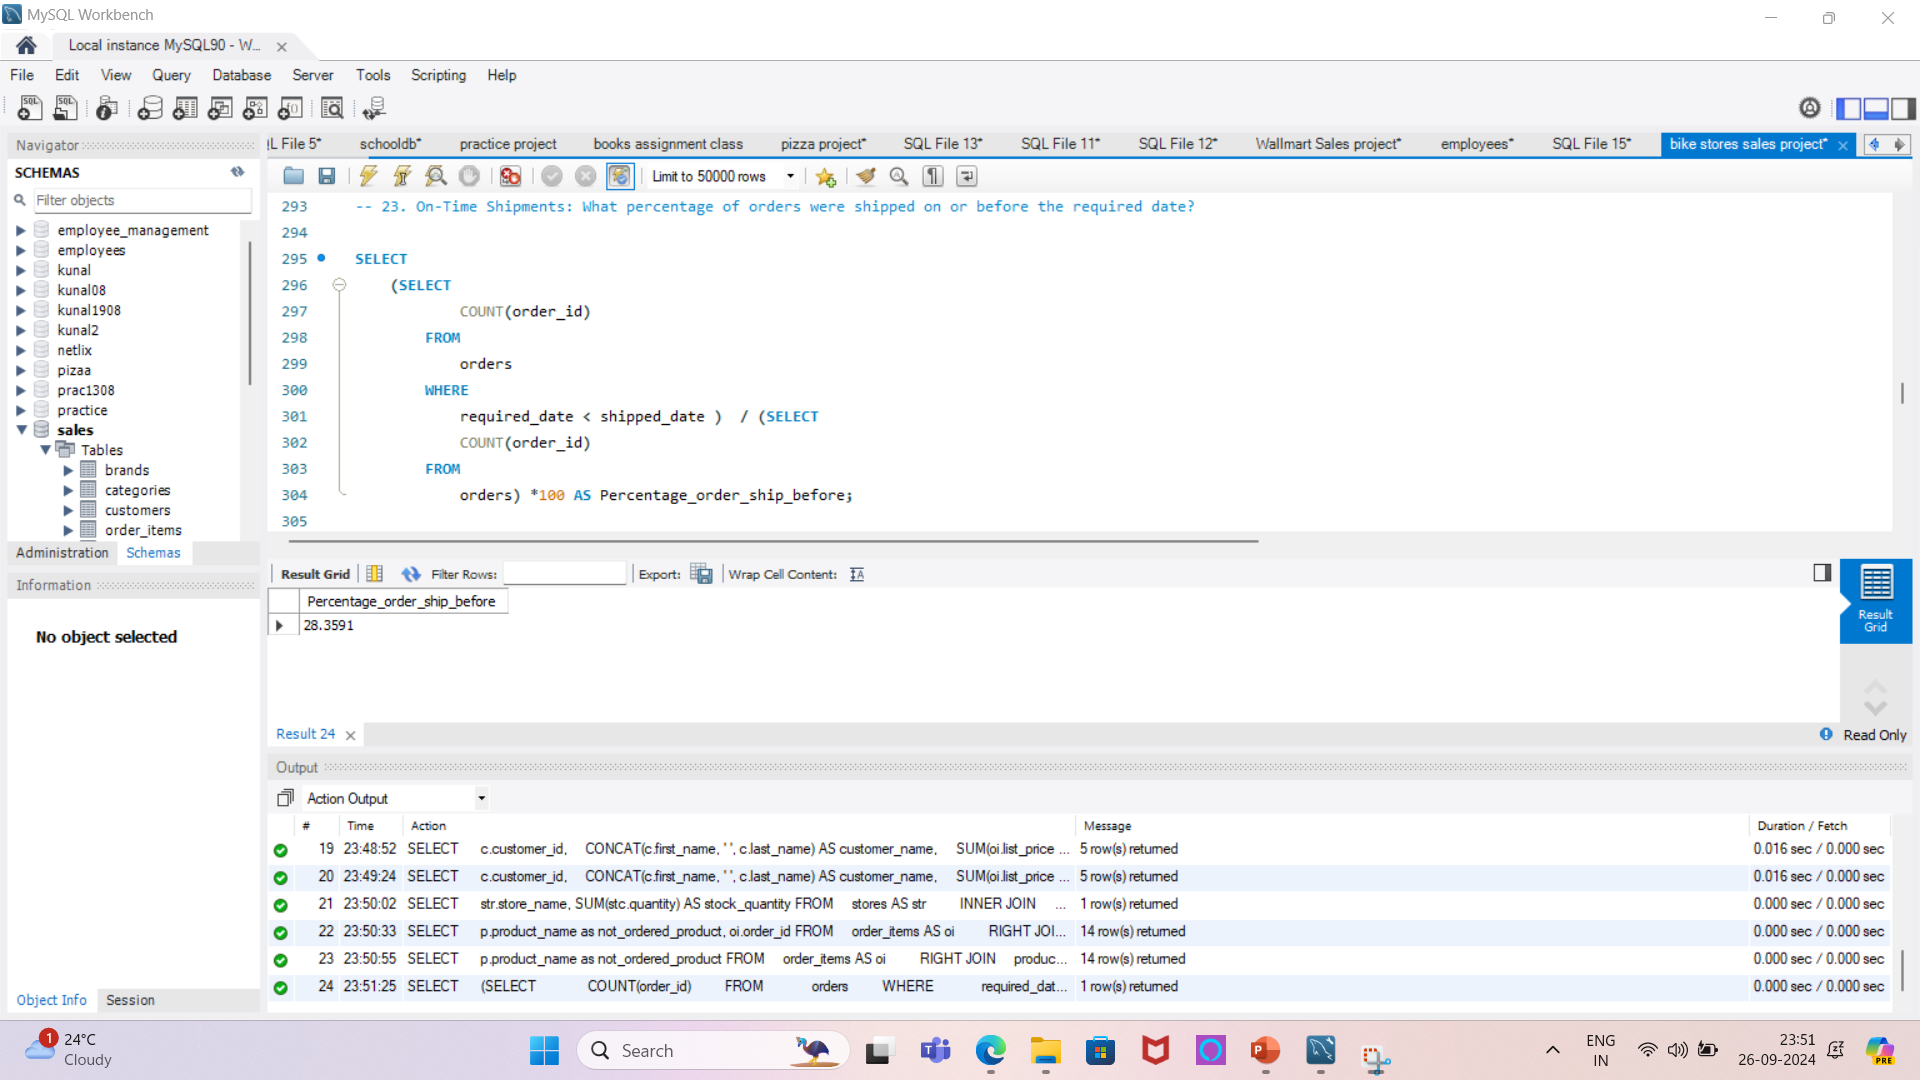 MySQL Workbench
Local instance MySQL90 - W...
File Edit View Query Database Server Tools Scripting Help
Navigator
L File 5* schooldb* practice project books assignment class pizza project* SQL File 13* SQL File 11* SQL File 12* Wallmart Sales project* employees* SQL File 15* bike stores sales project*
SCHEMAS
Limit to 50000 rows
Filter objects
employee_management
employees
kunal
kunal08
kunal1908
kunal2
netlix
pizaa
prac1308
practice
sales
Tables
brands
categories
customers
order_items
Administration Schemas
Information
No object selected
Object Info Session
293 -- 23. On-Time Shipments: What percentage of orders were shipped on or before the required date?
294
295 SELECT
296 (SELECT
297 COUNT(order_id)
298 FROM
299 orders
300 WHERE
301 required_date < shipped_date ) / (SELECT
302 COUNT(order_id)
303 FROM
304 orders) *100 AS Percentage_order_ship_before;
305
Result Grid Filter Rows: Export: Wrap Cell Content:
Percentage_order_ship_before
28.3591
Result Grid
Result 24
Read Only
Output
Action Output
# Time Action Message Duration / Fetch
19 23:48:52 SELECT c.customer_id, CONCAT(c.first_name, ' ', c.last_name) AS customer_name, SUM(oi.list_price ... 5 row(s) returned 0.016 sec / 0.000 sec
20 23:49:24 SELECT c.customer_id, CONCAT(c.first_name, ' ', c.last_name) AS customer_name, SUM(oi.list_price ... 5 row(s) returned 0.016 sec / 0.000 sec
21 23:50:02 SELECT str.store_name, SUM(stc.quantity) AS stock_quantity FROM stores AS str INNER JOIN ... 1 row(s) returned 0.000 sec / 0.000 sec
22 23:50:33 SELECT p.product_name as not_ordered_product, oi.order_id FROM order_items AS oi RIGHT JOI... 14 row(s) returned 0.000 sec / 0.000 sec
23 23:50:55 SELECT p.product_name as not_ordered_product FROM order_items AS oi RIGHT JOIN produc... 14 row(s) returned 0.000 sec / 0.000 sec
24 23:51:25 SELECT (SELECT COUNT(order_id) FROM orders WHERE required_dat... 1 row(s) returned 0.000 sec / 0.000 sec
1
24°C
Cloudy
Search
ENG
IN
23:51
26-09-2024
PRE